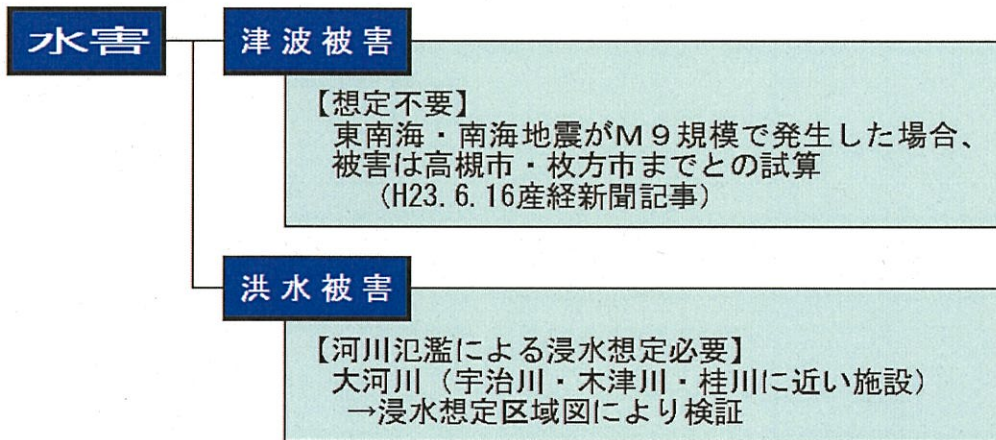 水害
津波被害
【想定不要】
東南海・南海地震がM9規模で発生した場合、
被害は高槻市・枚方市までとの試算
（H23.6.16産経新聞記事）
洪水被害
【河川氾濫による浸水想定必要】
大河川（宇治川・木津川・桂川に近い施設）
→浸水想定区域図により検証